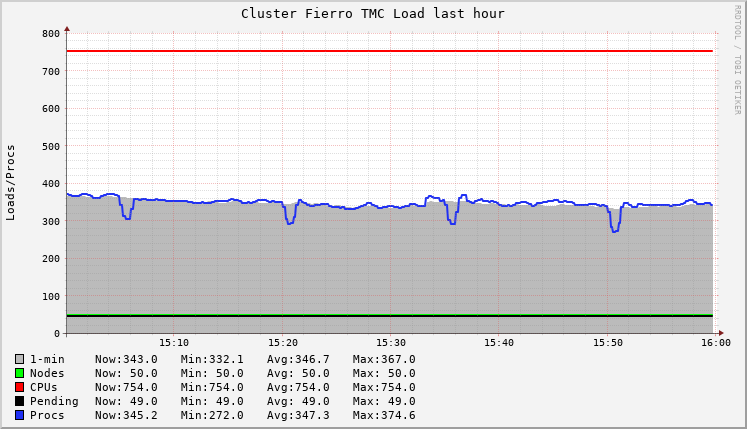 Cluster Fierro TMC Load last hour
RRDTOOL / TOBI OETIKER
Loads/Procs
800
700
600
500
400
300
200
100
0
15:10 15:20 15:30 15:40 15:50 16:00
1-min Now:343.0 Min:332.1 Avg:346.7 Max:367.0
Nodes Now: 50.0 Min: 50.0 Avg: 50.0 Max: 50.0
CPUs Now:754.0 Min:754.0 Avg:754.0 Max:754.0
Pending Now: 49.0 Min: 49.0 Avg: 49.0 Max: 49.0
Procs Now:345.2 Min:272.0 Avg:347.3 Max:374.6